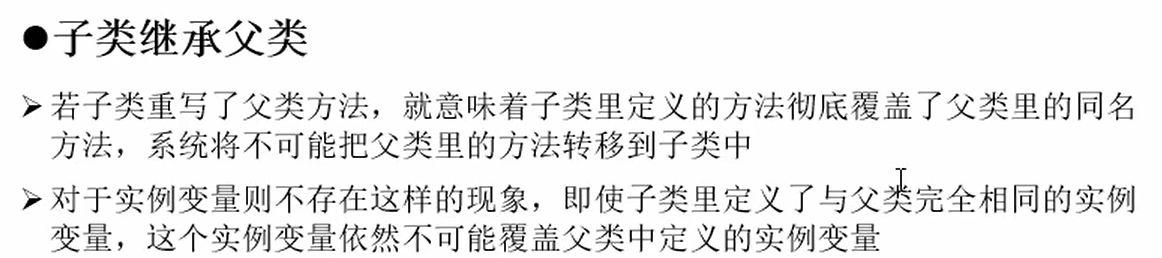 ●子类继承父类
➢若子类重写了父类方法，就意味着子类里定义的方法彻底覆盖了父类里的同名
方法，系统将不可能把父类里的方法转移到子类中
➢对于实例变量则不存在这样的现象，即使子类里定义了与父类完全相同的实例
变量，这个实例变量依然不可能覆盖父类中定义的实例变量